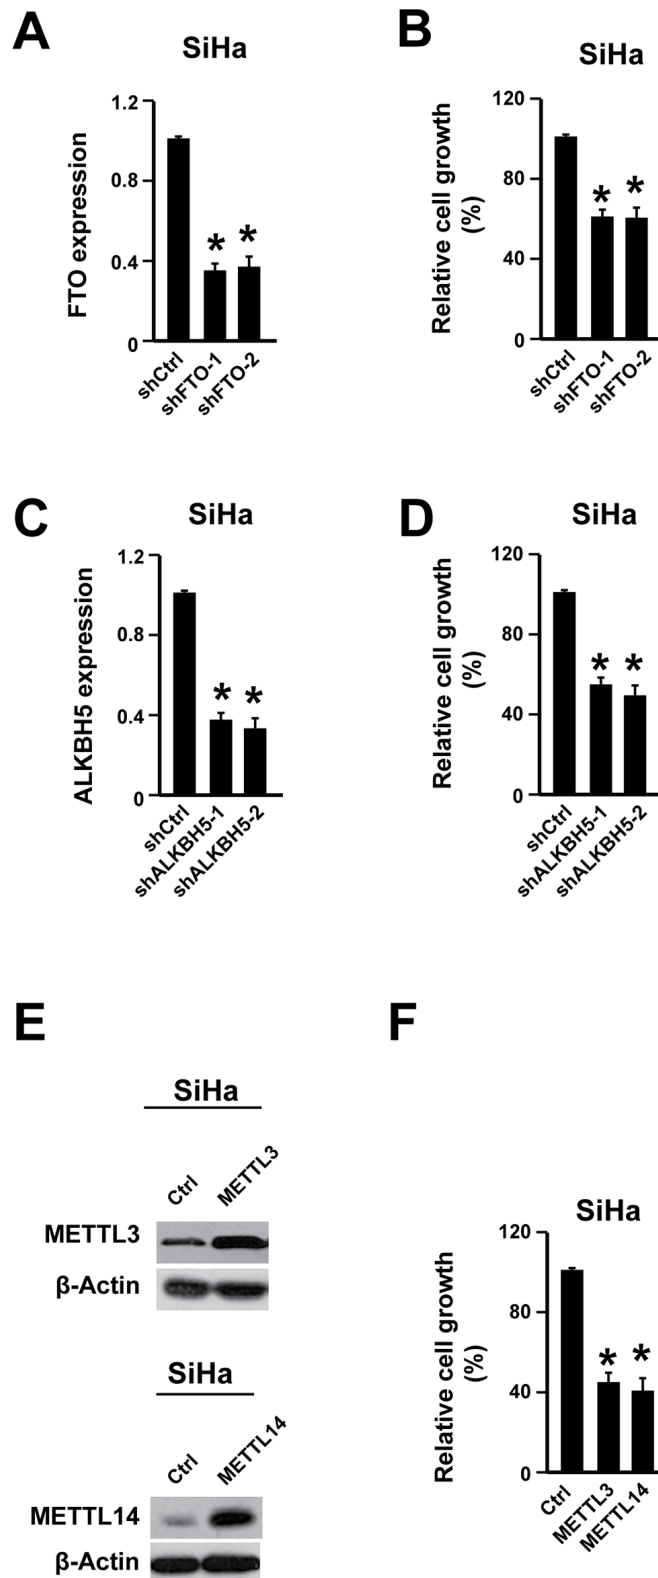 A
SiHa
FTO expression
1.2
0.8
0.4
0
*
*
shCtrl
shFTO-1
shFTO-2
B
SiHa
Relative cell growth
(%)
120
80
40
0
*
*
shCtrl
shFTO-1
shFTO-2
C
SiHa
ALKBH5 expression
1.2
0.8
0.4
0
*
*
shCtrl
shALKBH5-1
shALKBH5-2
D
SiHa
Relative cell growth
(%)
120
80
40
0
*
*
shCtrl
shALKBH5-1
shALKBH5-2
E
SiHa
Ctrl
METTL3
METTL3
β-Actin
SiHa
Ctrl
METTL14
METTL14
β-Actin
F
SiHa
Relative cell growth
(%)
120
80
40
0
*
*
Ctrl
METTL3
METTL14